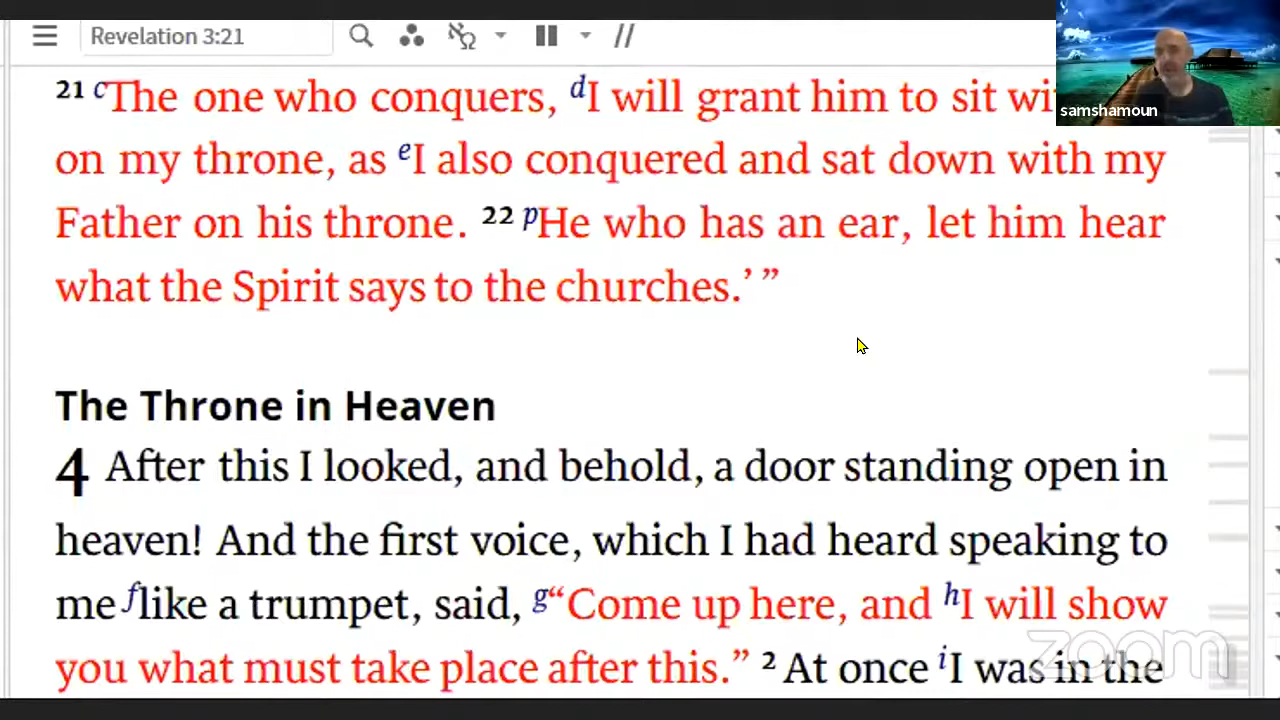 Revelation 3:21
samshamoun
21 cThe one who conquers, dI will grant him to sit
on my throne, as eI also conquered and sat down with my
Father on his throne. 22 pHe who has an ear, let him hear
what the Spirit says to the churches.’ ”
The Throne in Heaven
4 After this I looked, and behold, a door standing open in
heaven! And the first voice, which I had heard speaking to
me flike a trumpet, said, g“Come up here, and hI will show
you what must take place after this.” 2 At once iI was in the
zoom